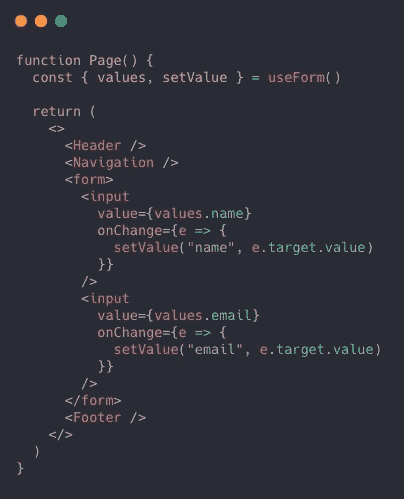 function Page() {
  const { values, setValue } = useForm()

  return (
    <>
      <Header />
      <Navigation />
      <form>
        <input
          value={values.name}
          onChange={e => {
            setValue("name", e.target.value)
          }}
        />
        <input
          value={values.email}
          onChange={e => {
            setValue("email", e.target.value)
          }}
        />
      </form>
      <Footer />
    </>
  )
}